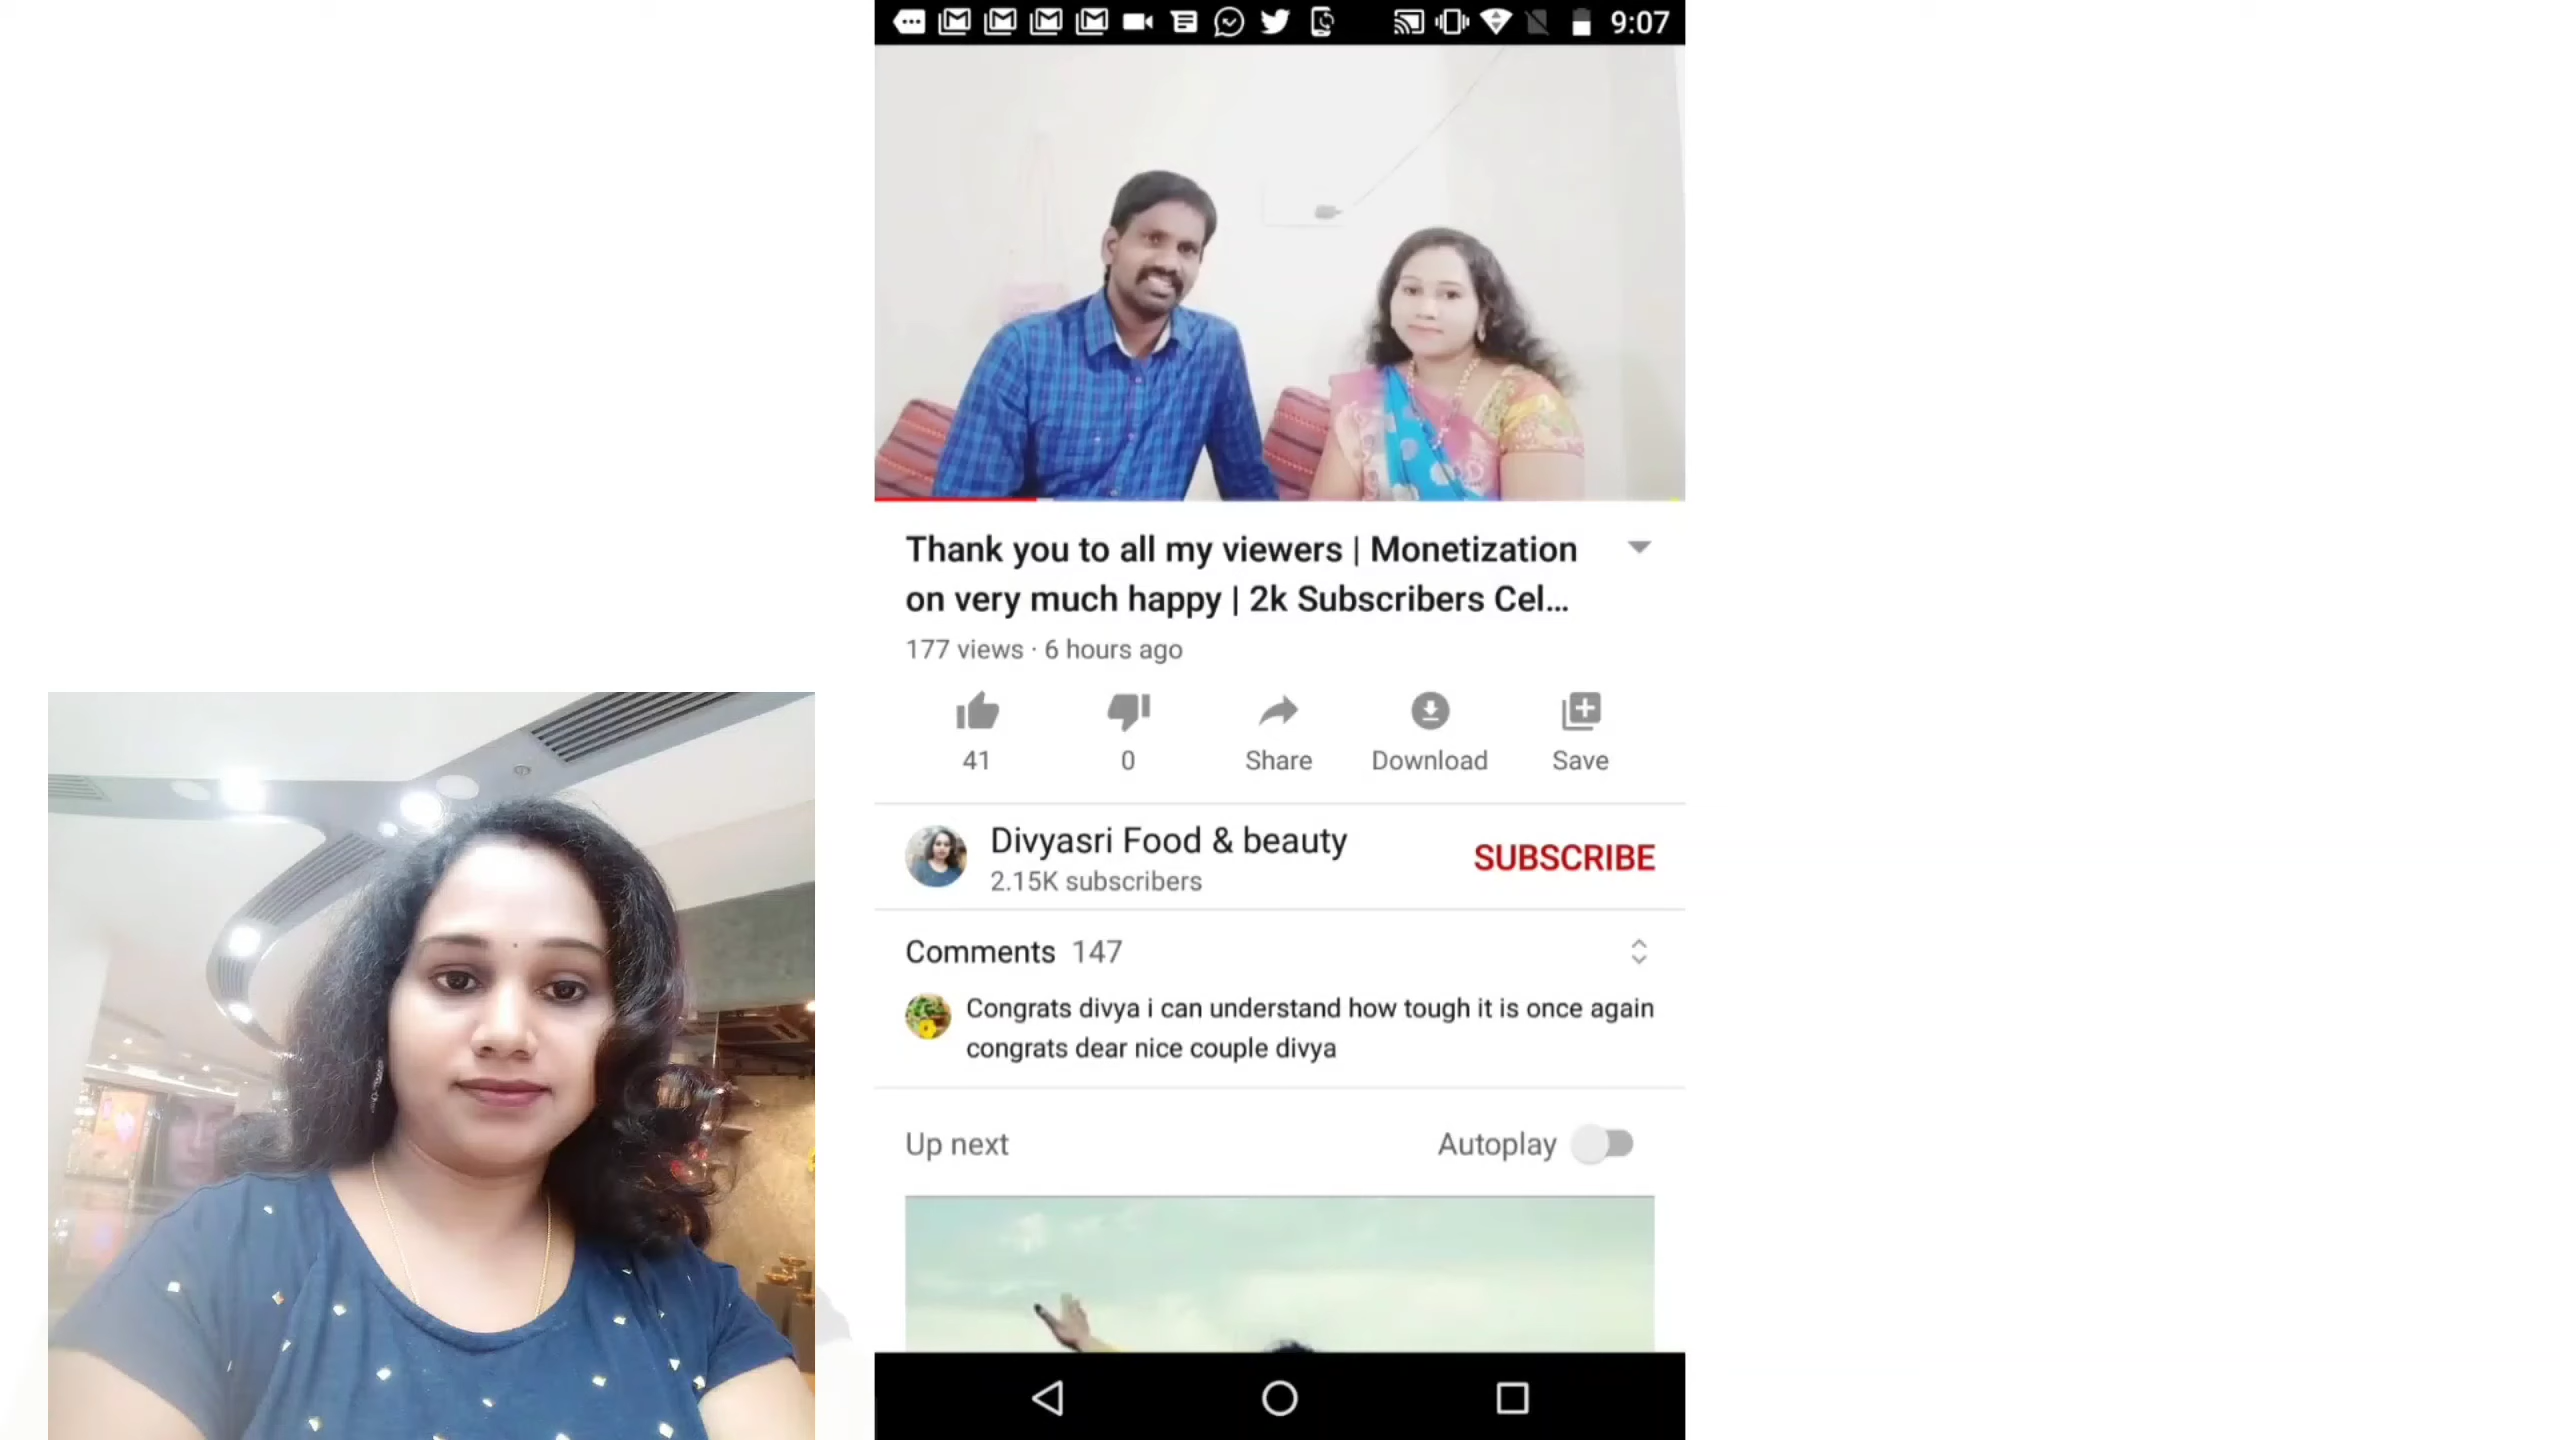 9:07
Thank you to all my viewers | Monetization
on very much happy | 2k Subscribers Cel...
177 views · 6 hours ago
41
0
Share
Download
Save
Divyasri Food & beauty
SUBSCRIBE
2.15K subscribers
Comments 147
Congrats divya i can understand how tough it is once again
congrats dear nice couple divya
Up next
Autoplay